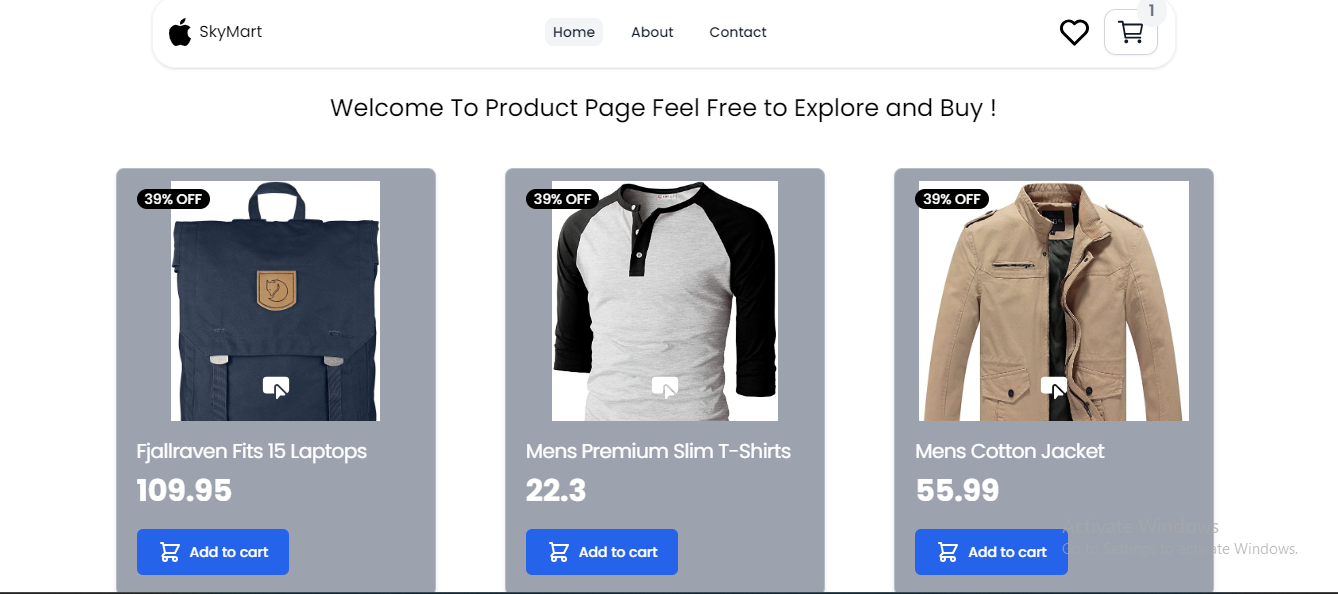 SkyMart
Home
About
Contact
1
Welcome To Product Page Feel Free to Explore and Buy !
39% OFF
39% OFF
39% OFF
Fjallraven Fits 15 Laptops
Mens Premium Slim T-Shirts
Mens Cotton Jacket
109.95
22.3
55.99
Add to cart
Add to cart
Add to cart
Activate Windows
Go to Settings to activate Windows.